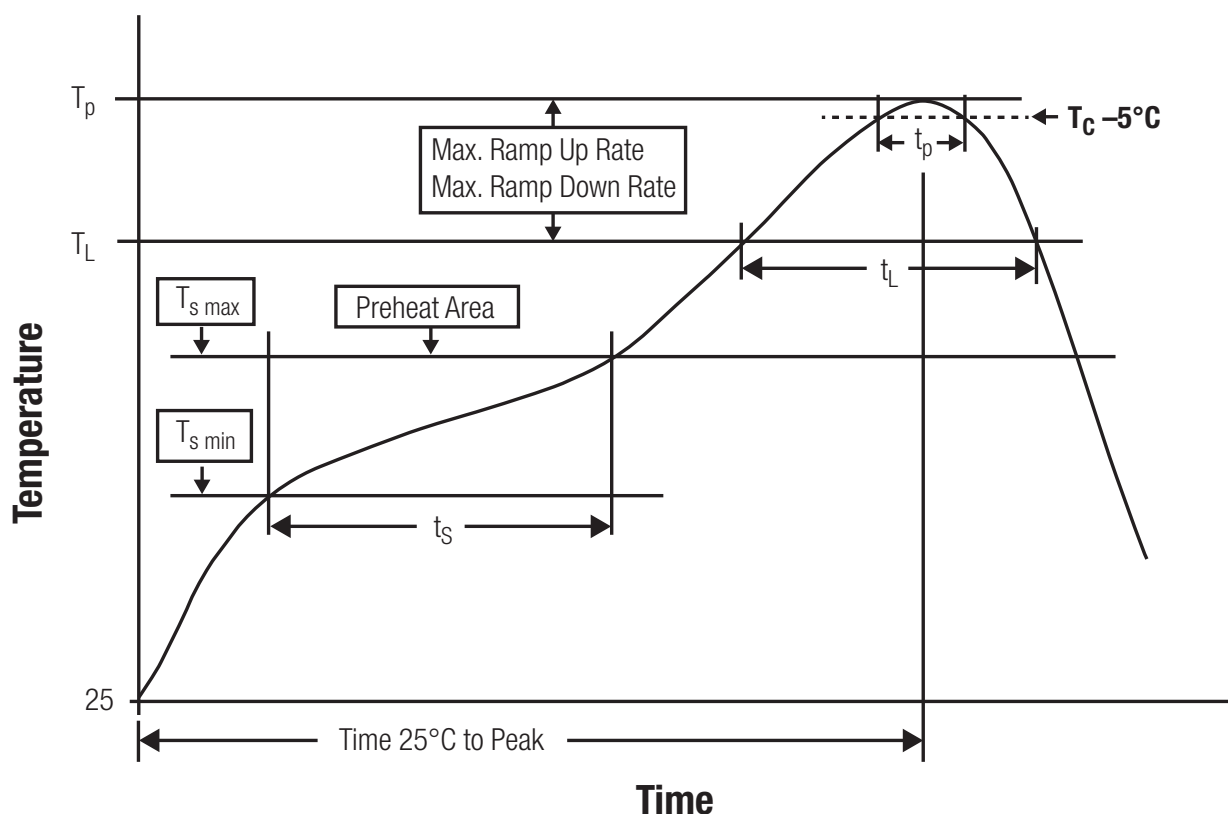 Tp
TC –5°C
Max. Ramp Up Rate
Max. Ramp Down Rate
tp
TL
tL
Ts max
Preheat Area
Ts min
tS
Temperature
25
Time 25°C to Peak
Time